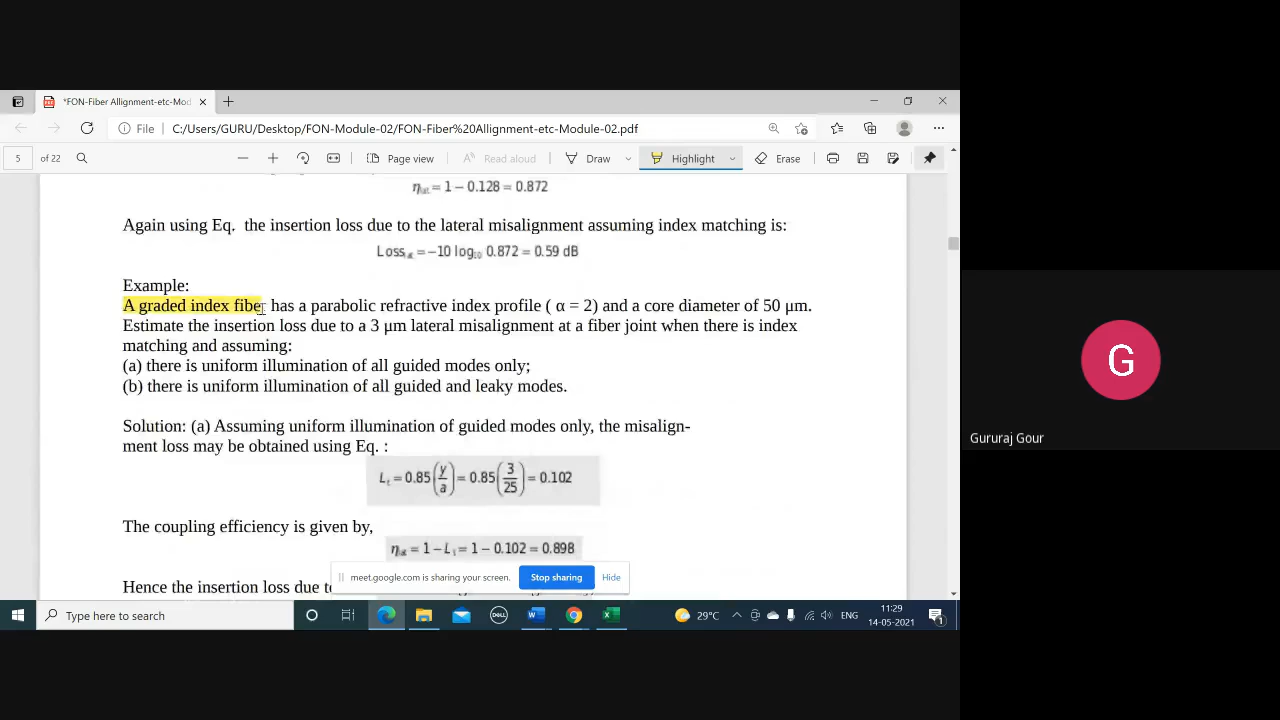 *FON-Fiber Allignment-etc-Mod
File C:/Users/GURU/Desktop/FON-Module-02/FON-Fiber%20Allignment-etc-Module-02.pdf
5 of 22 Page view Read aloud Draw Highlight Erase
η = 1 − 0.128 = 0.872
Again using Eq. the insertion loss due to the lateral misalignment assuming index matching is:
Loss = −10 log₁₀ 0.872 = 0.59 dB
Example:
A graded index fiber has a parabolic refractive index profile ( α = 2) and a core diameter of 50 μm.
Estimate the insertion loss due to a 3 μm lateral misalignment at a fiber joint when there is index
matching and assuming:
(a) there is uniform illumination of all guided modes only;
(b) there is uniform illumination of all guided and leaky modes.
Solution: (a) Assuming uniform illumination of guided modes only, the misalign-
ment loss may be obtained using Eq. :
Lₜ = 0.85(y/a) = 0.85(3/25) = 0.102
The coupling efficiency is given by,
η = 1 − Lₜ = 1 − 0.102 = 0.898
meet.google.com is sharing your screen. Stop sharing Hide
Hence the insertion loss due to
Type here to search
29°C
ENG
11:29
14-05-2021
1
G
Gururaj Gour